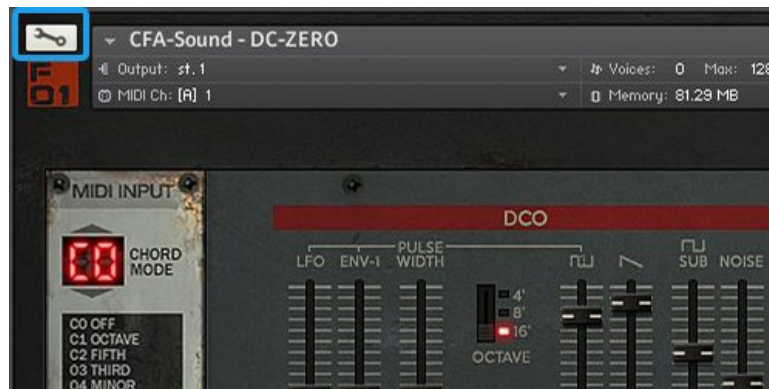 CFA-Sound - DC-ZERO
Output: st.1
Voices: 0 Max: 128
F
01
MIDI Ch: [A] 1
Memory: 81.29 MB
MIDI INPUT
DCO
C0
CHORD
MODE
PULSE
LFO ENV-1 WIDTH
SUB NOISE
4'
8'
16'
OCTAVE
C0 OFF
C1 OCTAVE
C2 FIFTH
03 THIRD
04 MINOR